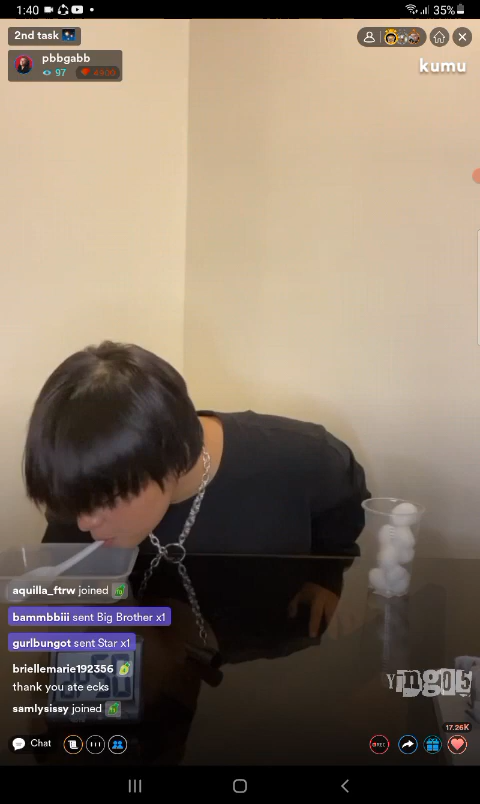 1:40
35%
2nd task
pbbgabb
97
kumu
aquilla_ftrw joined
bammbbiii sent Big Brother x1
gurlbungot sent Star x1
briellemarie192356
thank you ate ecks
samlysissy joined
17.26K
Chat
REC